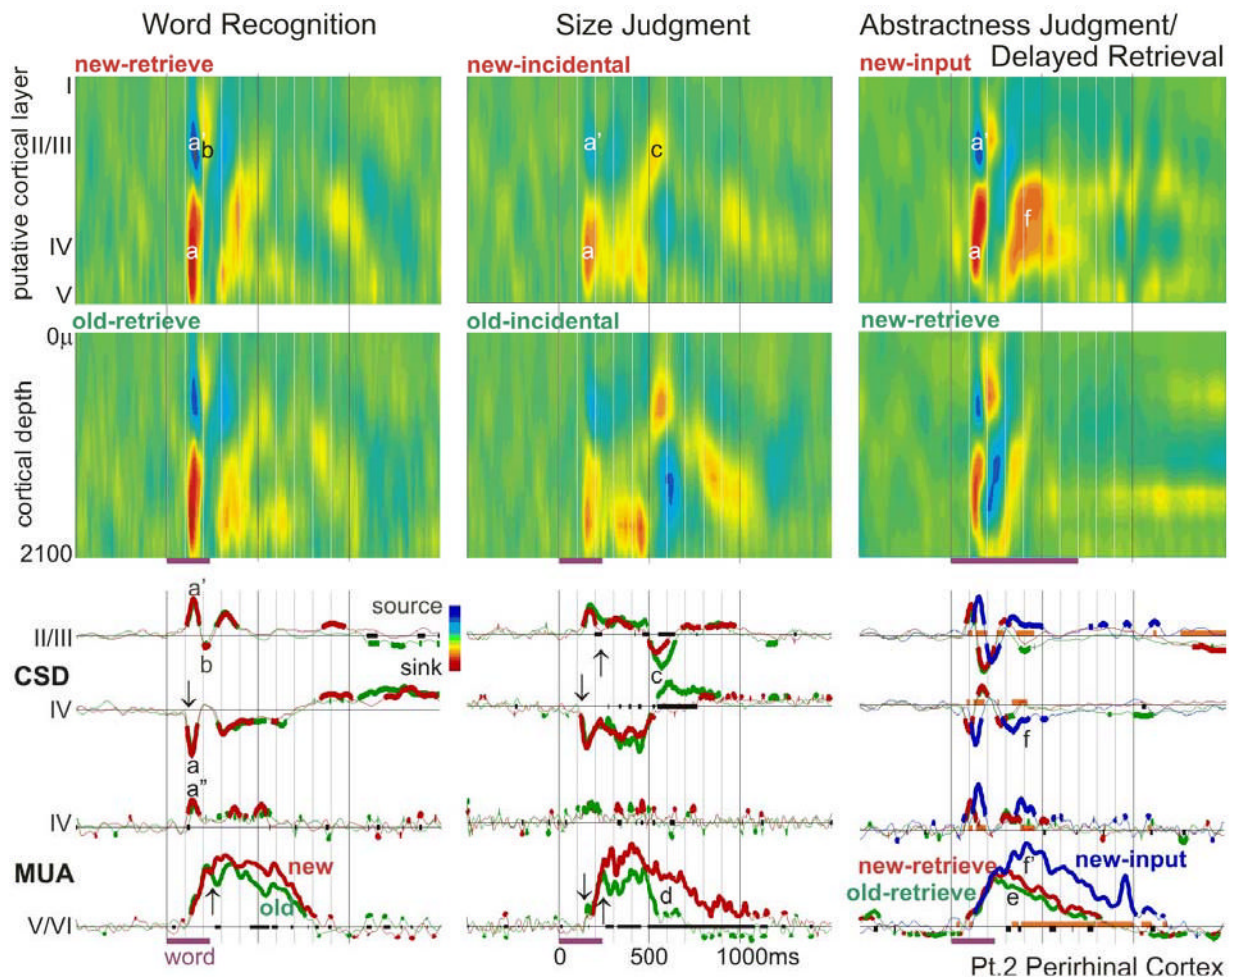 Word Recognition
Size Judgment
Abstractness Judgment/
Delayed Retrieval
new-retrieve
new-incidental
new-input
putative cortical layer
I
II/III
IV
V
a'
b
a
a'
c
a
a'
f
a
old-retrieve
old-incidental
new-retrieve
cortical depth
0μ
2100
a'
source
sink
II/III
b
c
CSD
IV
a
f
a"
IV
MUA
new
old
d
new-retrieve
old-retrieve
f'
new-input
e
V/VI
word
0
500
1000ms
Pt.2 Perirhinal Cortex